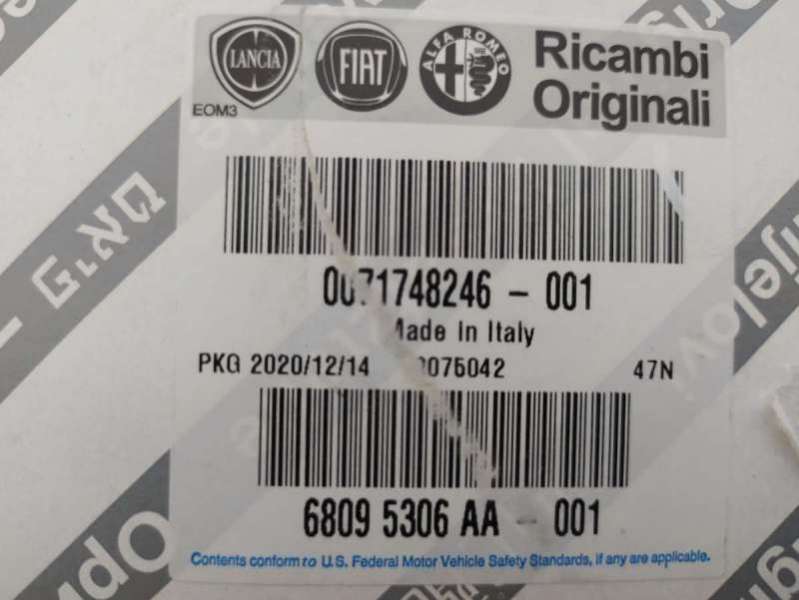 LANCIA FIAT ALFA ROMEO Ricambi
EOM3 Originali
0071748246 - 001
Made In Italy
PKG 2020/12/14 075042 47N
6809 5306 AA - 001
Contents conform to U.S. Federal Motor Vehicle Safety Standards, if any are applicable.